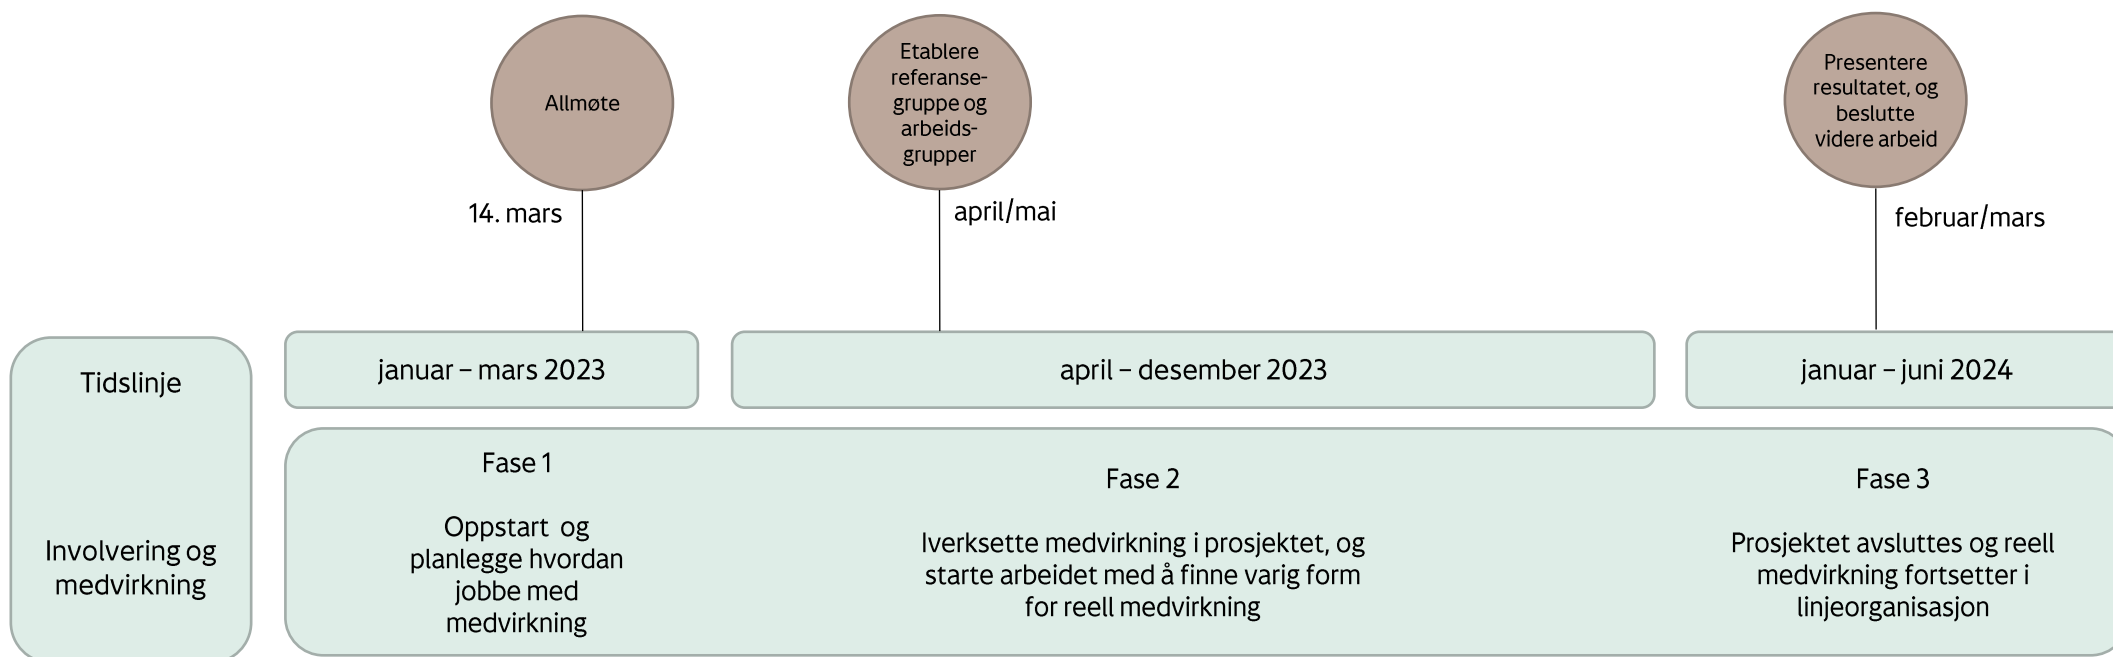 Allmøte
Etablere
referanse-
gruppe og
arbeids-
grupper
Presentere
resultatet, og
beslutte
videre arbeid
14. mars
april/mai
februar/mars
Tidslinje
januar – mars 2023
april – desember 2023
januar – juni 2024
Involvering og
medvirkning
Fase 1
Oppstart og
planlegge hvordan
jobbe med
medvirkning
Fase 2
Iverksette medvirkning i prosjektet, og
starte arbeidet med å finne varig form
for reell medvirkning
Fase 3
Prosjektet avsluttes og reell
medvirkning fortsetter i
linjeorganisasjon